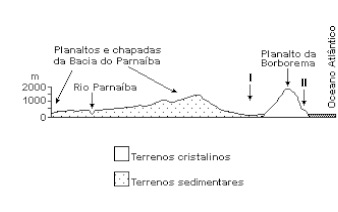 Planaltos e chapadas
da Bacia do Parnaíba
Planalto da
Borborema
Oceano Atlântico
I
II
m
2000
1000
0
Rio Parnaíba
0
Terrenos cristalinos
Terrenos sedimentares